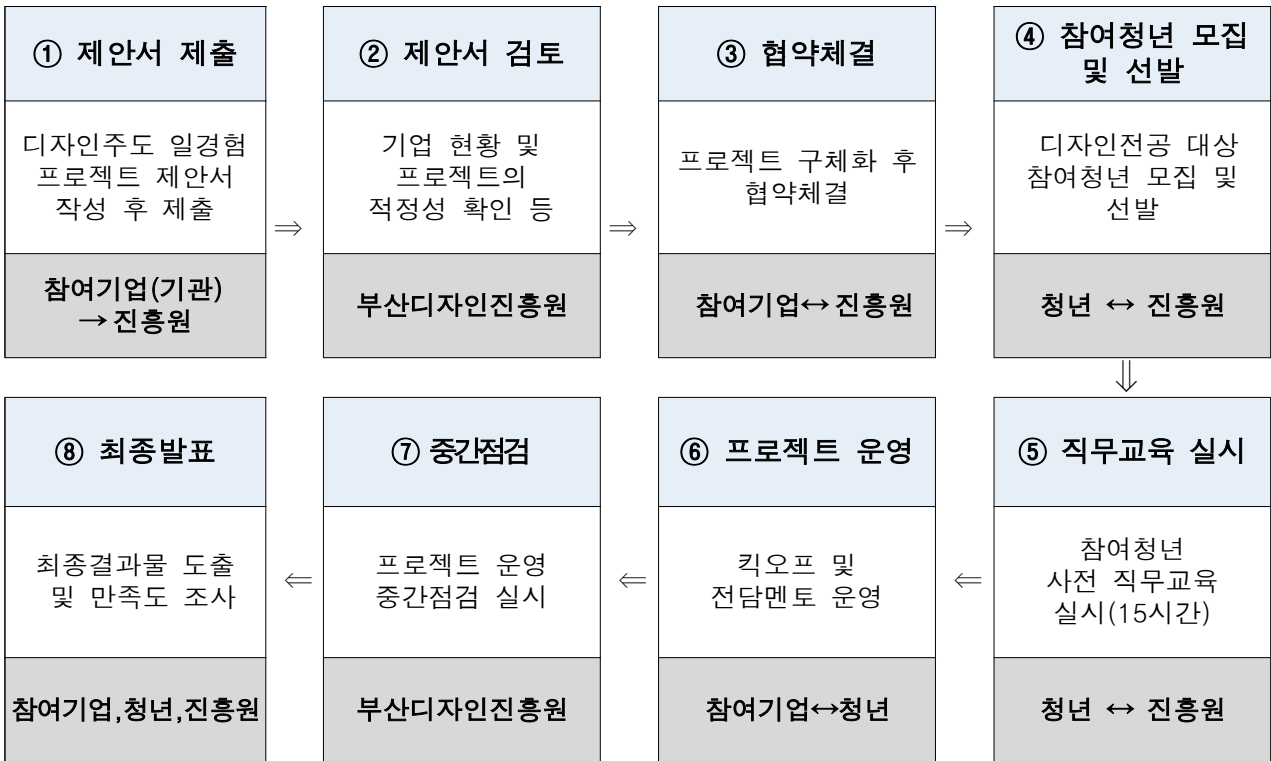 ① 제안서 제출
디자인주도 일경험
프로젝트 제안서
작성 후 제출
참여기업(기관)
→ 진흥원
⇒
② 제안서 검토
기업 현황 및
프로젝트의
적정성 확인 등
부산디자인진흥원
⇒
③ 협약체결
프로젝트 구체화 후
협약체결
참여기업↔진흥원
⇒
④ 참여청년 모집
및 선발
디자인전공 대상
참여청년 모집 및
선발
청년 ↔ 진흥원
⇓
⑤ 직무교육 실시
참여청년
사전 직무교육
실시(15시간)
청년 ↔ 진흥원
⇐
⑥ 프로젝트 운영
킥오프 및
전담멘토 운영
참여기업↔청년
⇐
⑦ 중간점검
프로젝트 운영
중간점검 실시
부산디자인진흥원
⇐
⑧ 최종발표
최종결과물 도출
및 만족도 조사
참여기업,청년,진흥원